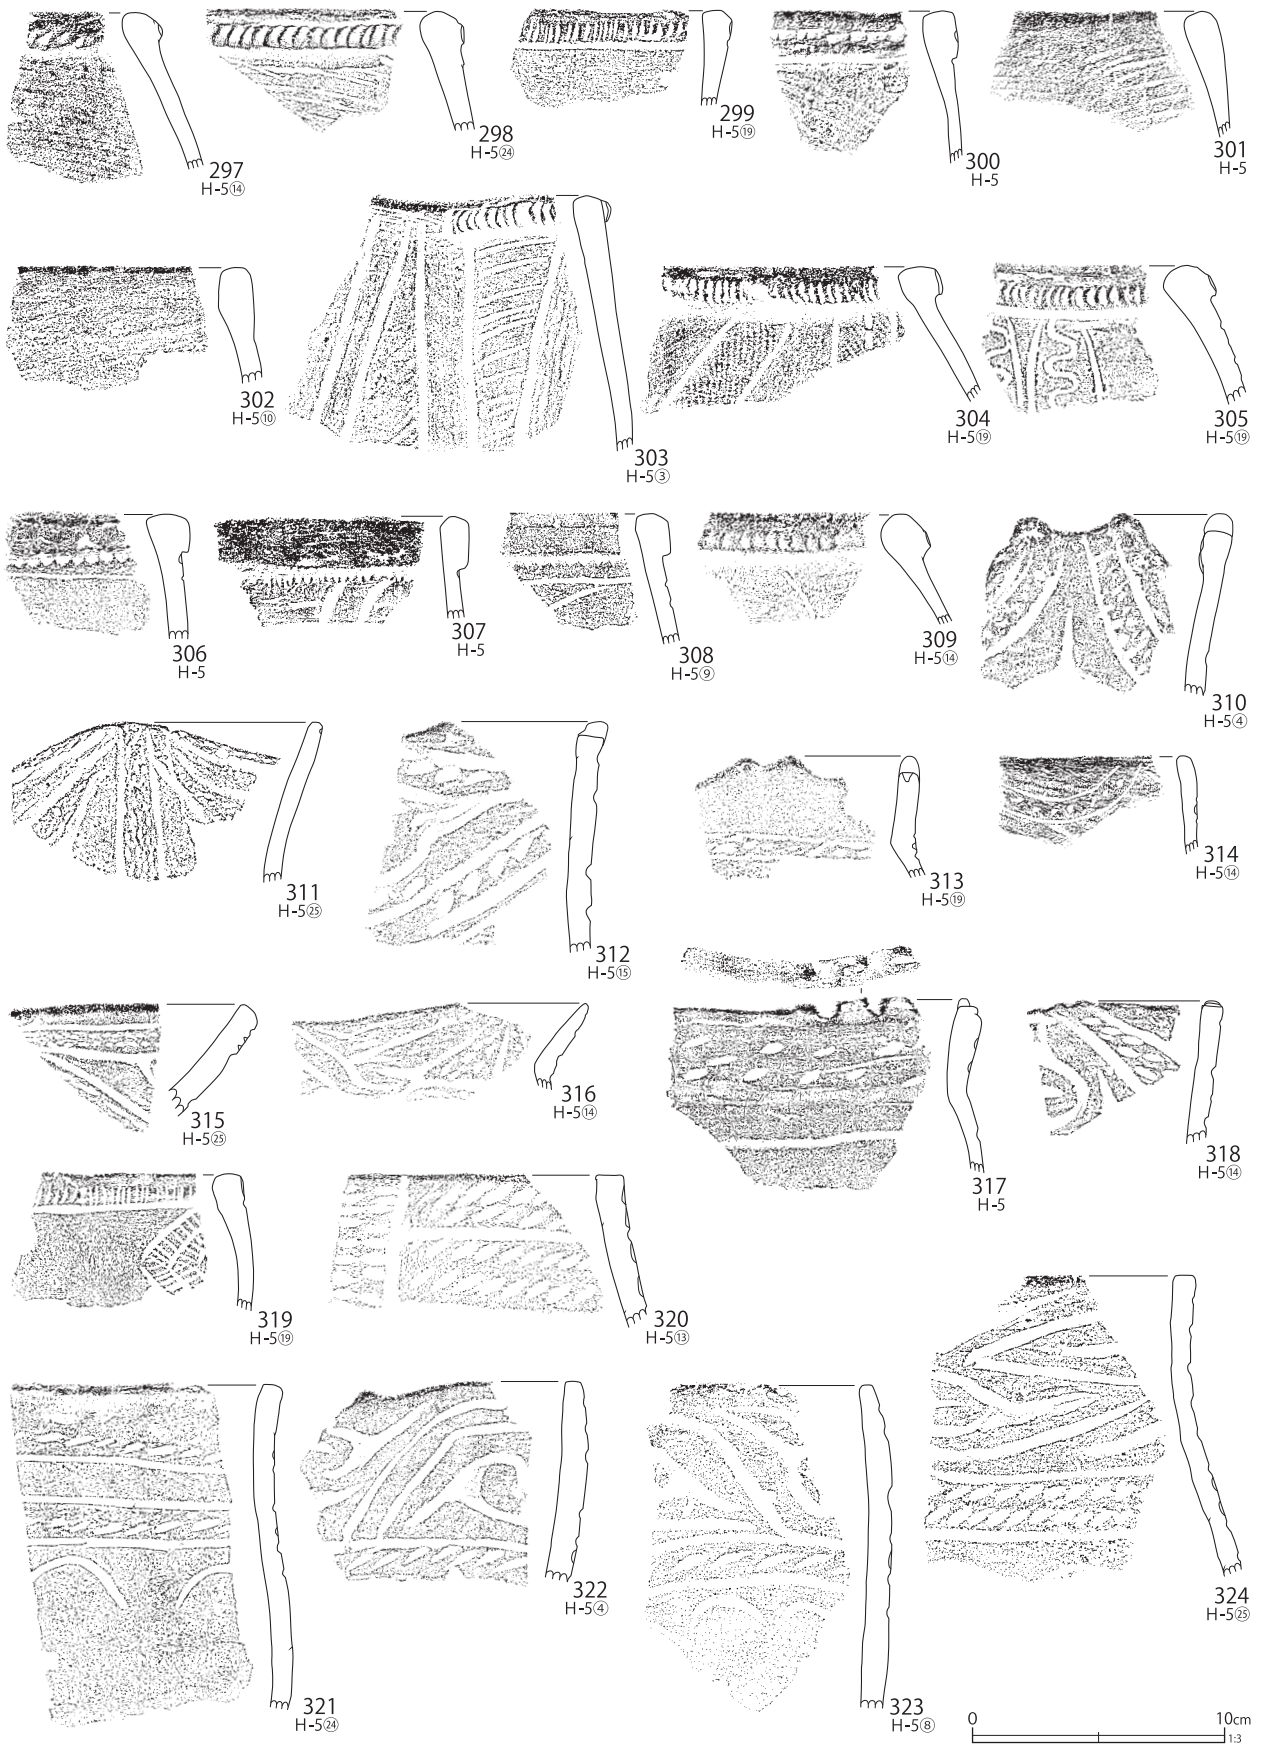 297
H-5⑭
298
H-5㉔
299
H-5⑲
300
H-5
301
H-5
302
H-5⑩
303
H-5③
304
H-5⑲
305
H-5⑲
306
H-5
307
H-5
308
H-5⑨
309
H-5⑭
310
H-5④
311
H-5㉕
312
H-5⑮
313
H-5⑲
314
H-5⑭
315
H-5㉕
316
H-5⑭
317
H-5
318
H-5⑭
319
H-5⑲
320
H-5⑬
321
H-5㉔
322
H-5④
323
H-5⑧
324
H-5㉕
0 10cm
1:3